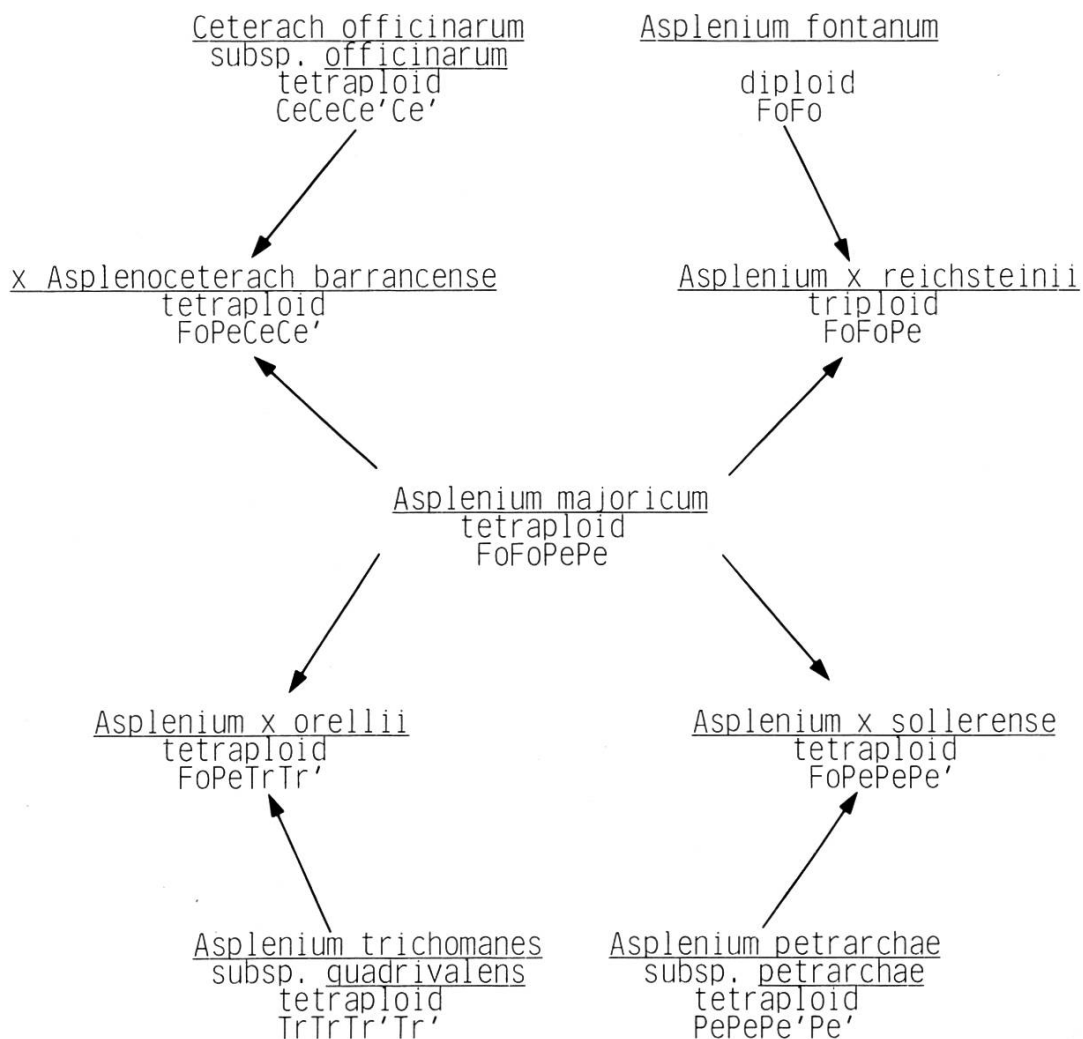 Ceterach officinarum
subsp. officinarum
tetraploid
CeCeCe'Ce'
Asplenium fontanum
diploid
FoFo
x Asplenoceterach barrancense
tetraploid
FoPeCeCe'
Asplenium x reichsteinii
triploid
FoFoPe
Asplenium majoricum
tetraploid
FoFoPePe
Asplenium x orellii
tetraploid
FoPeTrTr'
Asplenium x sollerense
tetraploid
FoPePePe'
Asplenium trichomanes
subsp. quadrivalens
tetraploid
TrTrTr'Tr'
Asplenium petrarchae
subsp. petrarchae
tetraploid
PePePe'Pe'